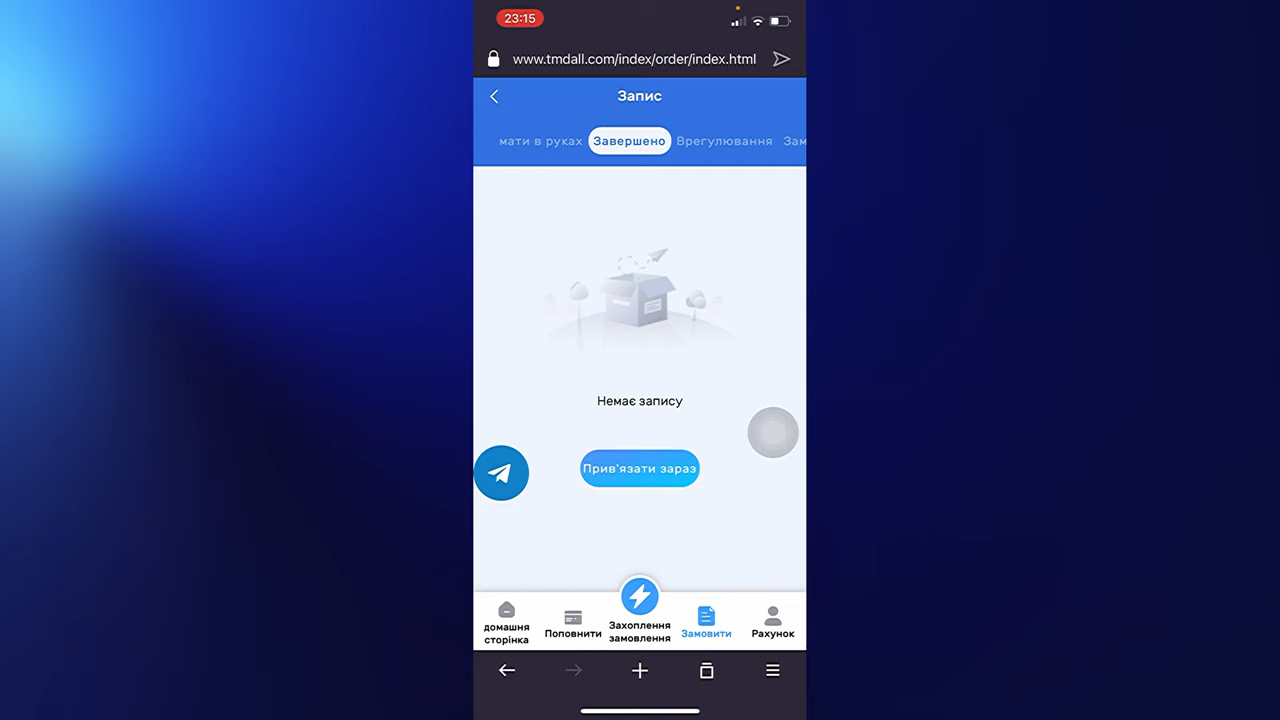 23:15
www.tmdall.com/index/order/index.html
Запис
мати в руках Завершено Врегулювання Зам
Немає запису
Прив'язати зараз
домашня
сторінка
Поповнити
Захоплення
замовлення
Замовити
Рахунок